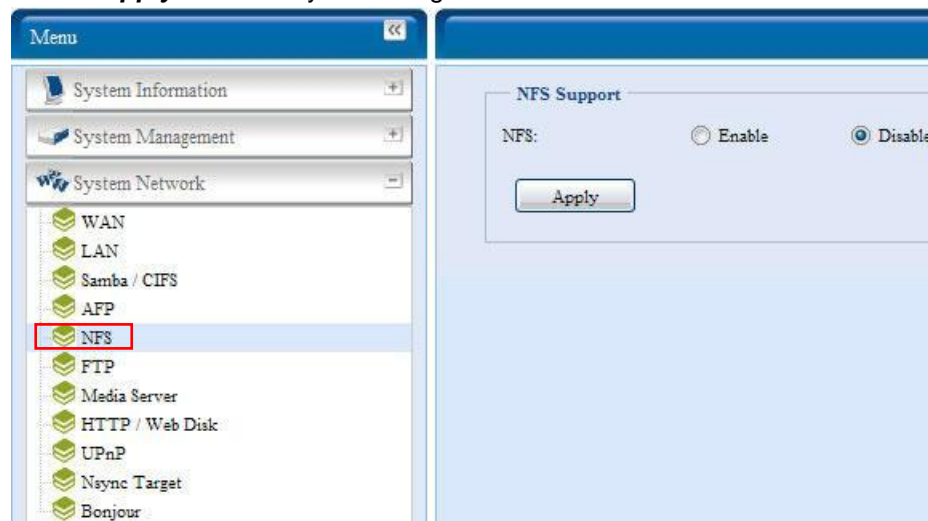 Menu
System Information
System Management
System Network
WAN
LAN
Samba / CIFS
AFP
NFS
FTP
Media Server
HTTP / Web Disk
UPnP
Nsync Target
Bonjour
NFS Support
NFS: Enable Disable
Apply